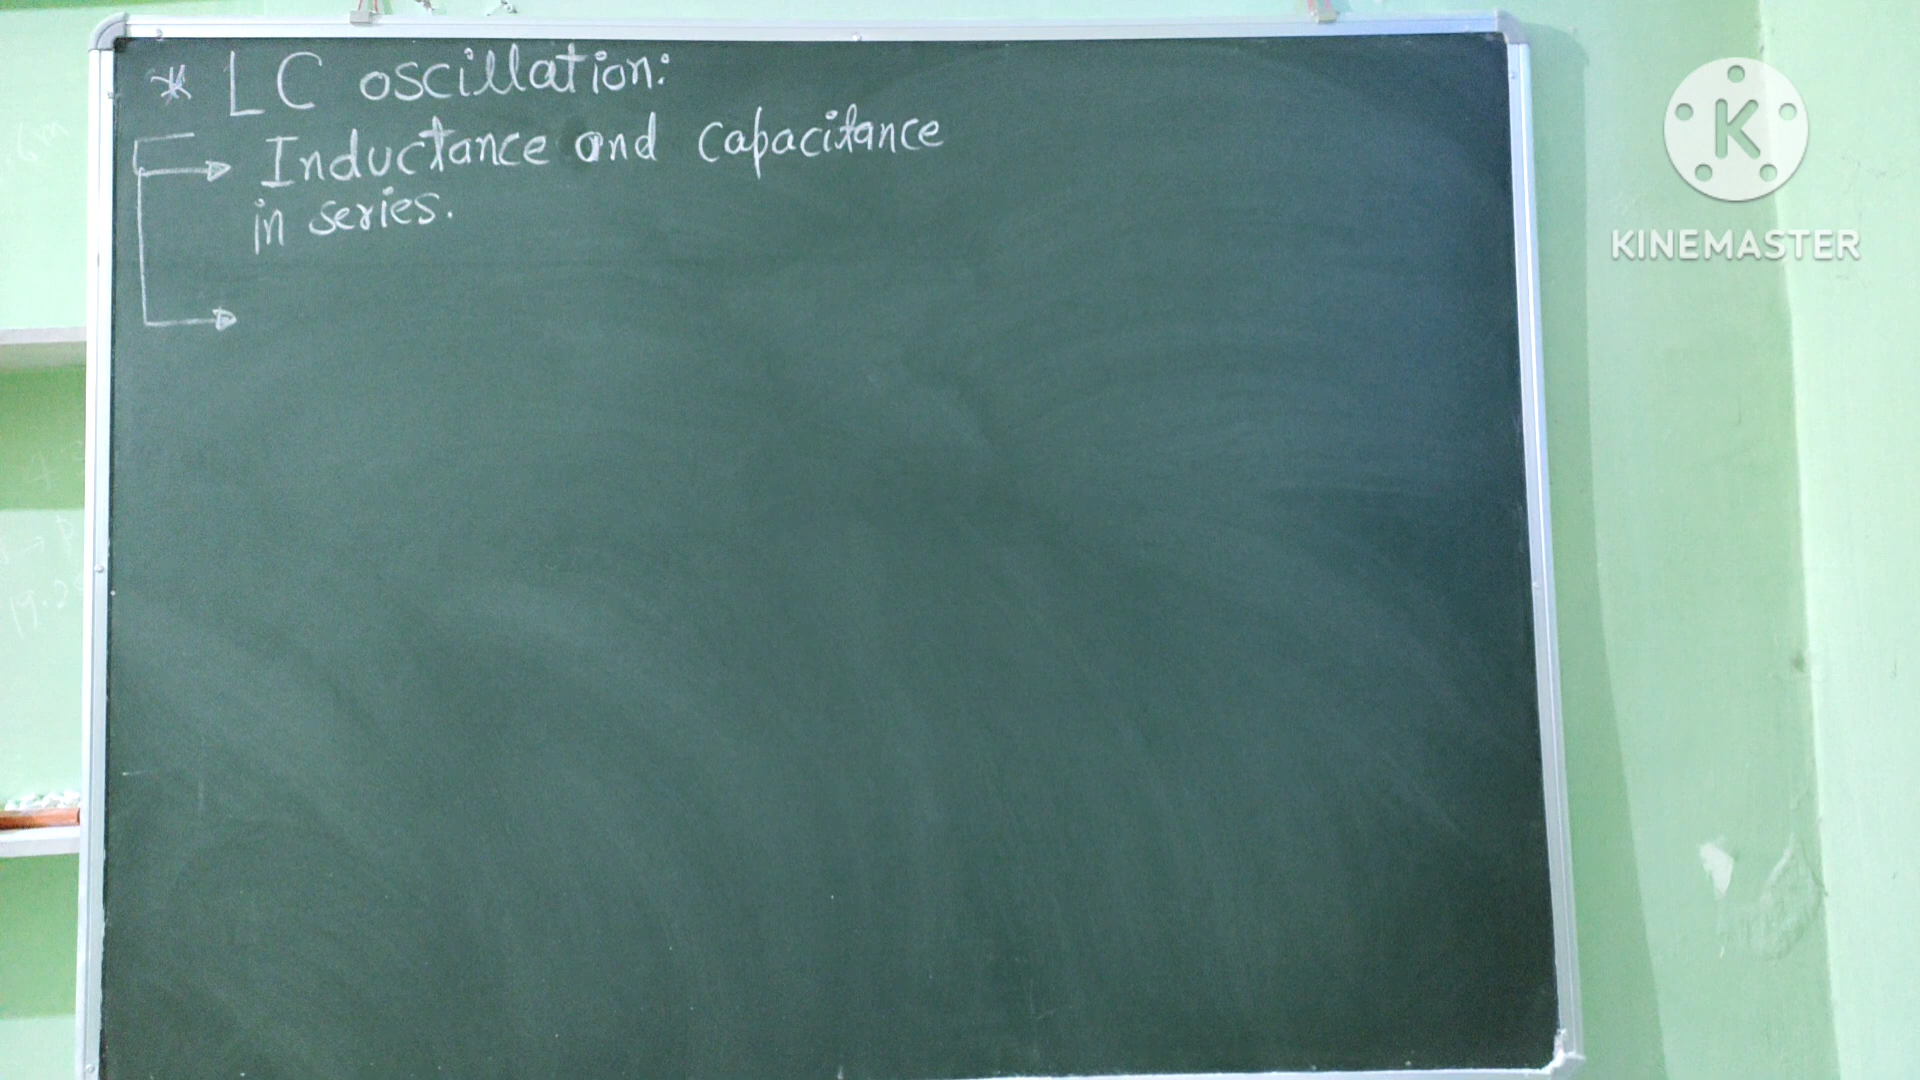 * LC oscillation:
Inductance and capacitance
in series.
K
KINEMASTER